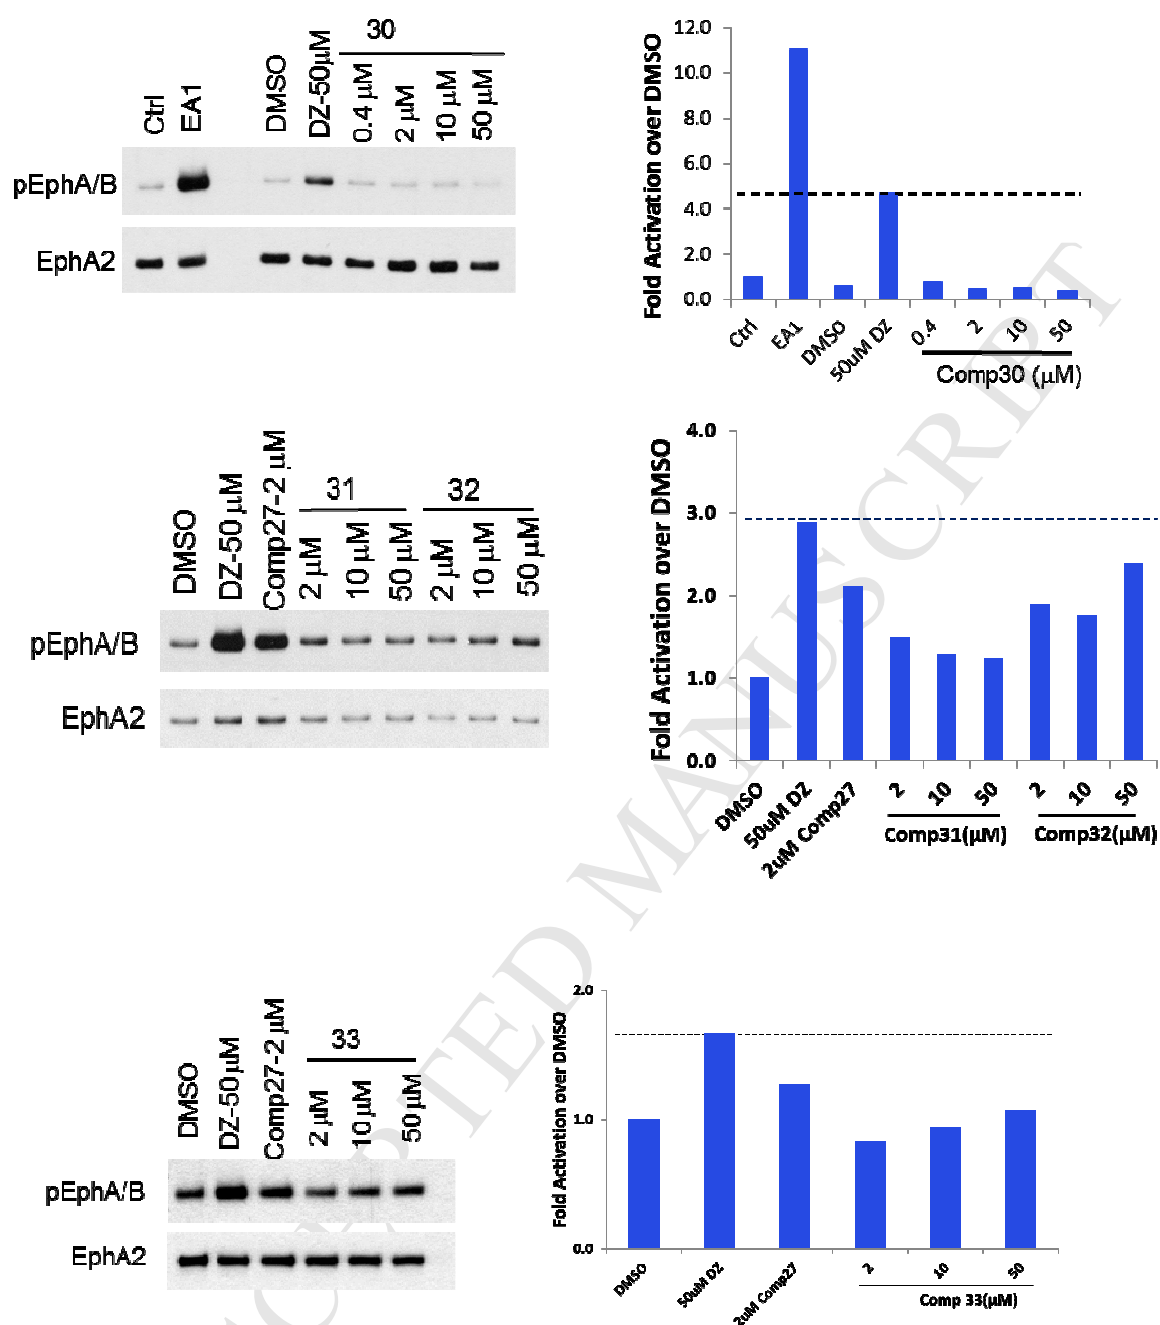 30
Ctrl
EA1
DMSO
DZ-50µM
0.4 µM
2 µM
10 µM
50 µM
pEphA/B
EphA2
Fold Activation over DMSO
12.0
10.0
8.0
6.0
4.0
2.0
0.0
Ctrl
EA1
DMSO
50uM DZ
0.4
2
10
50
Comp30 (µM)
DMSO
DZ-50 µM
Comp27-2 µM
31
32
2 µM
10 µM
50 µM
2 µM
10 µM
50 µM
pEphA/B
EphA2
Fold Activation over DMSO
4.0
3.0
2.0
1.0
0.0
DMSO
50uM DZ
2uM Comp27
2
10
50
2
10
50
Comp31(µM)
Comp32(µM)
DMSO
DZ-50µM
Comp27-2 µM
33
2 µM
10 µM
50 µM
pEphA/B
EphA2
Fold Activation over DMSO
2.0
1.0
0.0
DMSO
50uM DZ
2uM Comp27
2
10
50
Comp 33(µM)
CCEPTED MANUSCRIPT